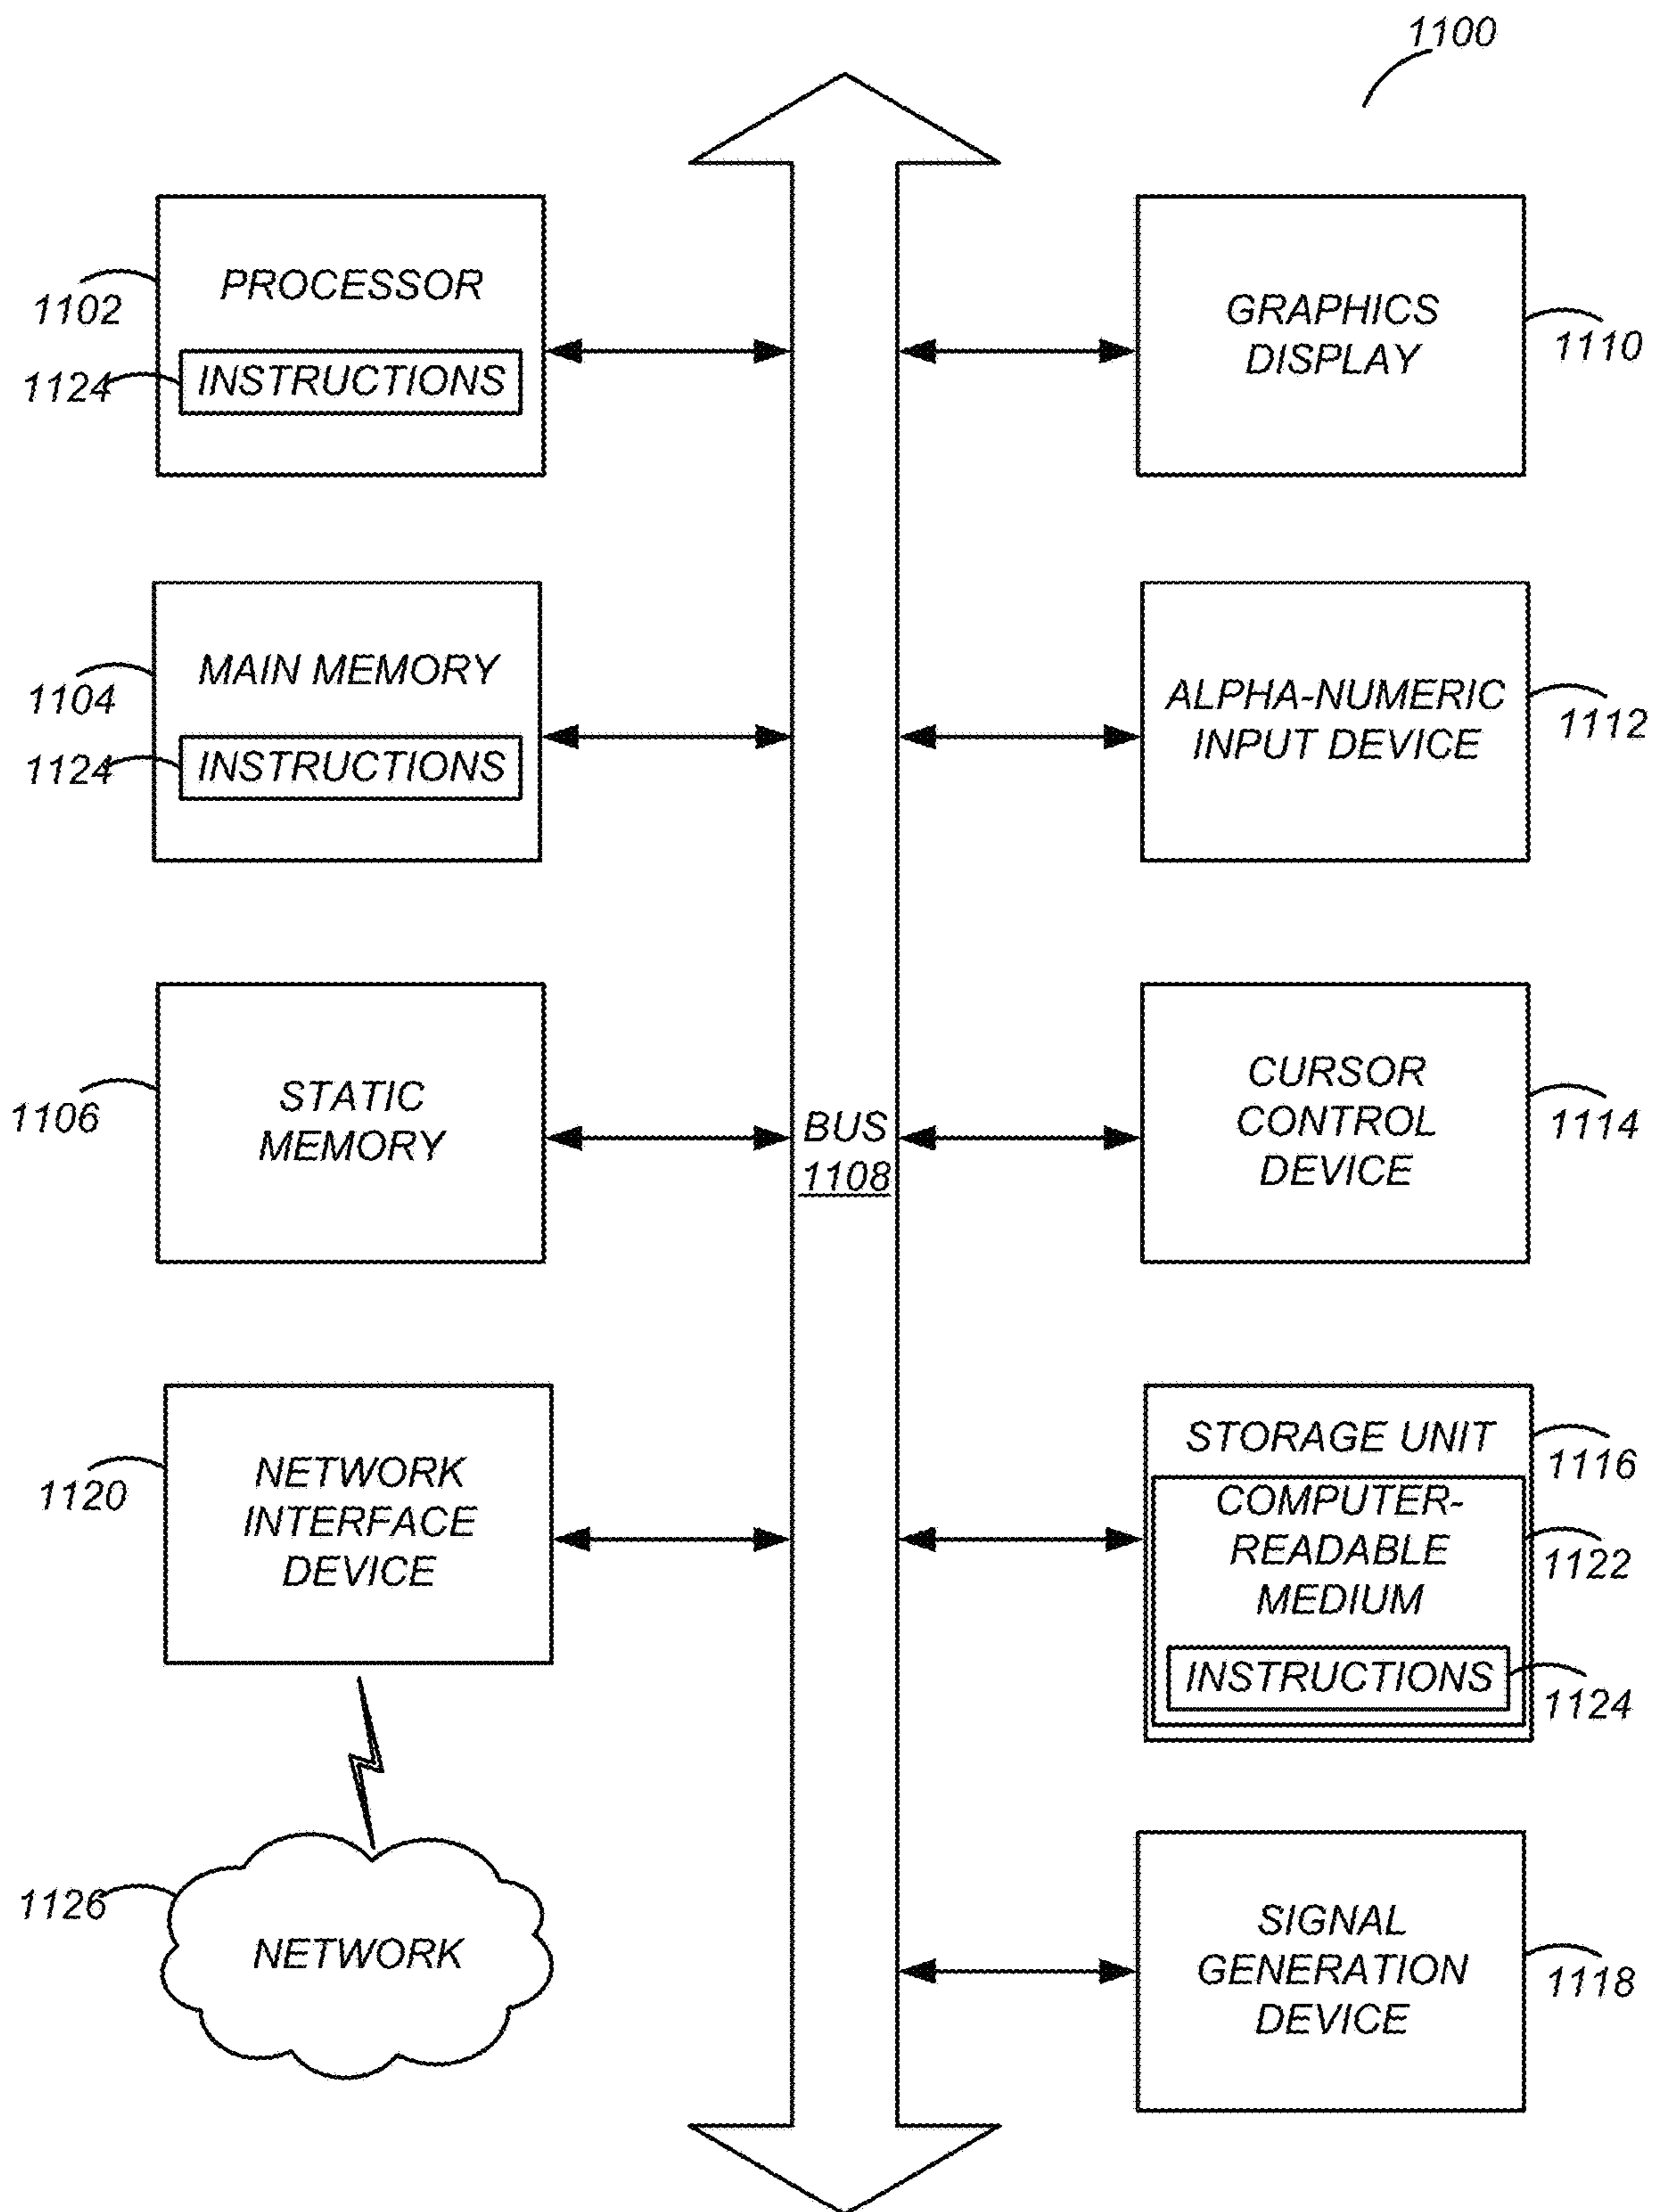 1100
PROCESSOR
1102
INSTRUCTIONS
1124
MAIN MEMORY
1104
INSTRUCTIONS
1124
STATIC
MEMORY
1106
NETWORK
INTERFACE
DEVICE
1120
NETWORK
1126
BUS
1108
GRAPHICS
DISPLAY
1110
ALPHA-NUMERIC
INPUT DEVICE
1112
CURSOR
CONTROL
DEVICE
1114
STORAGE UNIT
1116
COMPUTER-
READABLE
MEDIUM
1122
INSTRUCTIONS
1124
SIGNAL
GENERATION
DEVICE
1118